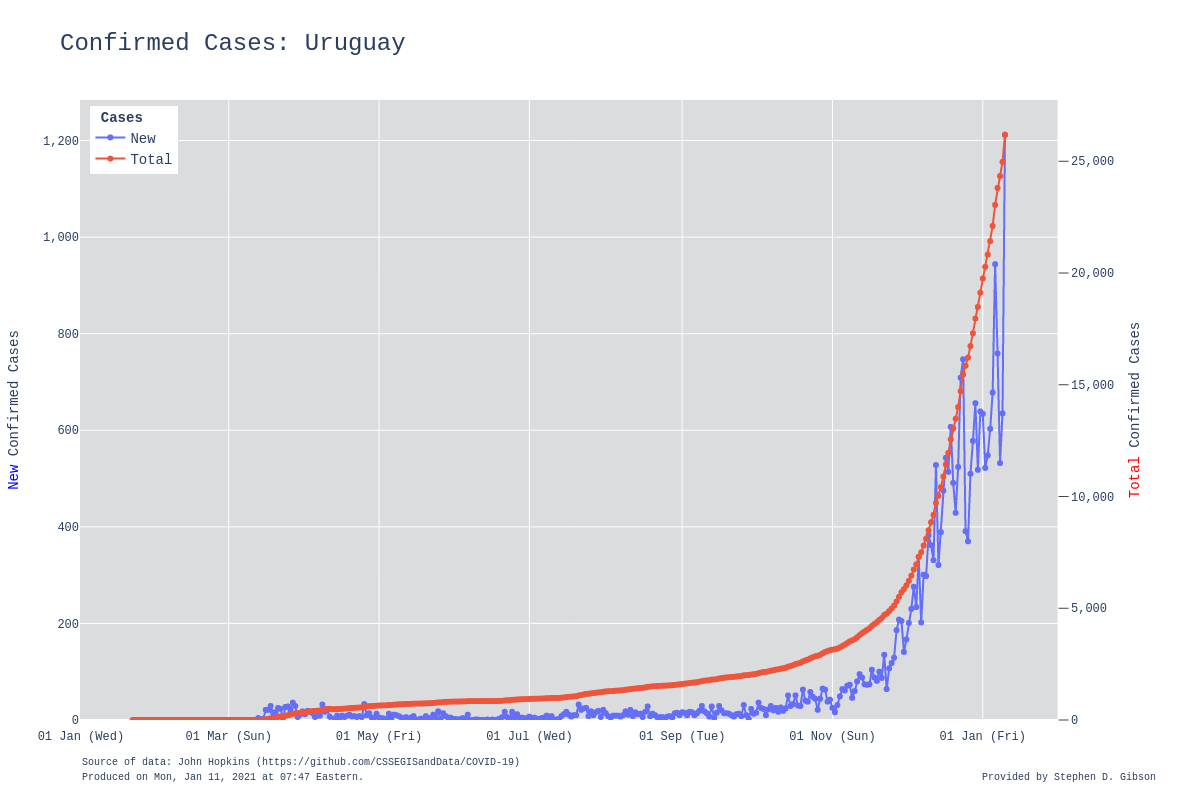 Confirmed Cases: Uruguay
Cases
New
Total
1,200
1,000
800
600
400
200
0
25,000
20,000
15,000
10,000
5,000
0
New Confirmed Cases
Total Confirmed Cases
01 Jan (Wed)
01 Mar (Sun)
01 May (Fri)
01 Jul (Wed)
01 Sep (Tue)
01 Nov (Sun)
01 Jan (Fri)
Source of data: John Hopkins (https://github.com/CSSEGISandData/COVID-19)
Produced on Mon, Jan 11, 2021 at 07:47 Eastern.
Provided by Stephen D. Gibson